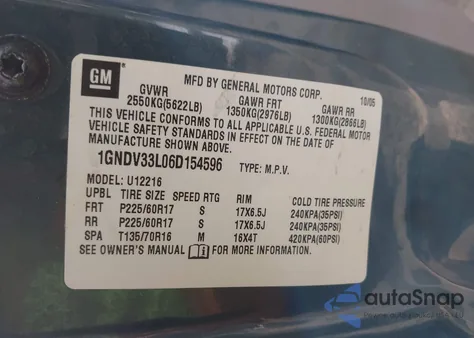 GM
MFD BY GENERAL MOTORS CORP. 10/05
GVWR GAWR FRT GAWR RR
2550KG(5622LB) 1350KG(2976LB) 1300KG(2866LB)
THIS VEHICLE CONFORMS TO ALL APPLICABLE U.S. FEDERAL MOTOR
VEHICLE SAFETY STANDARDS IN EFFECT ON THE DATE OF
MANUFACTURE SHOWN ABOVE.
1GNDV33L06D154596 TYPE: M.P.V.
MODEL: U12216
UPBL TIRE SIZE SPEED RTG RIM COLD TIRE PRESSURE
FRT P225/60R17 S 17X6.5J 240KPA(35PSI)
RR P225/60R17 S 17X6.5J 240KPA(35PSI)
SPA T135/70R16 M 16X4T 420KPA(60PSI)
SEE OWNER'S MANUAL FOR MORE INFORMATION.
autoSnap